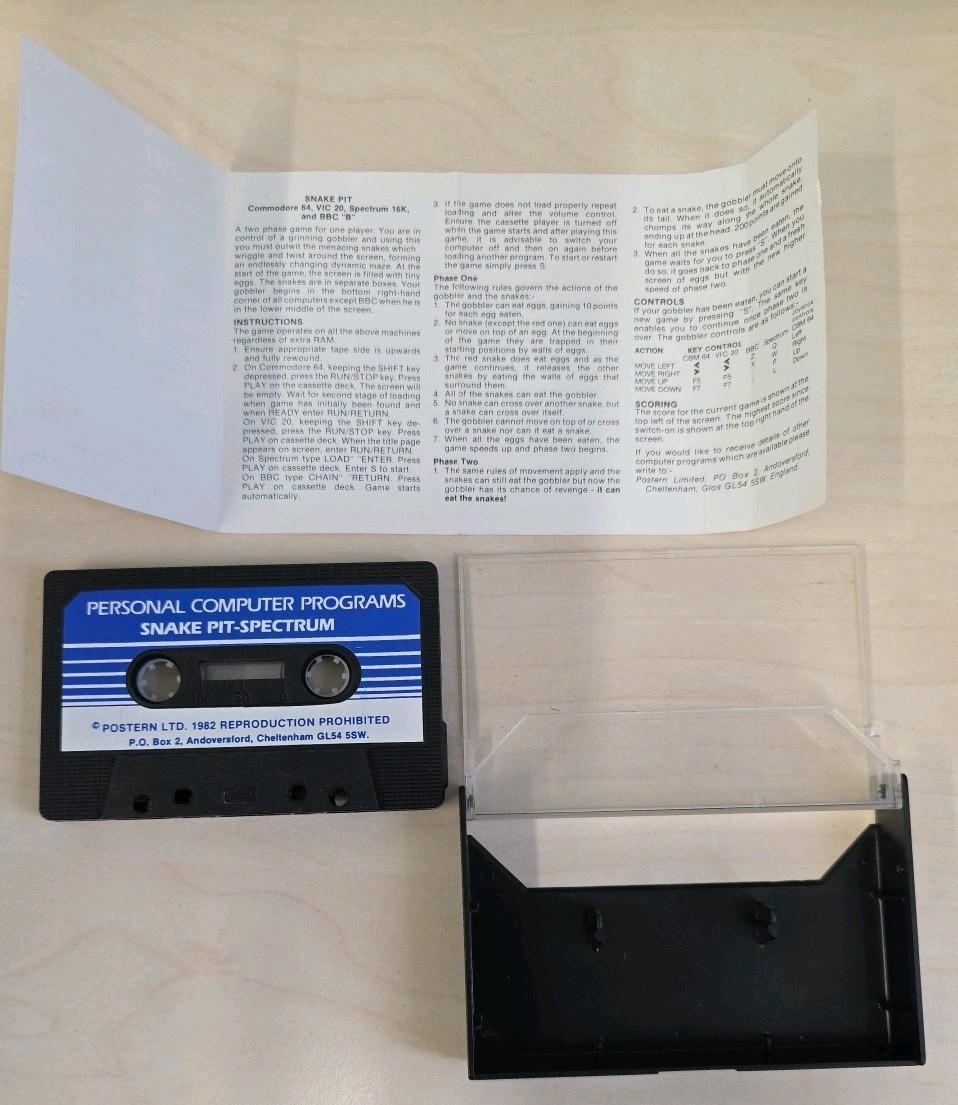 SNAKE PIT
Commodore 64, VIC 20, Spectrum 16K,
and BBC "B"
A two phase game for one player. You are in
control of a grinning gobbler and using this
you must outwit the menacing snakes which
wriggle and twist around the screen, forming
an endlessly changing dynamic maze. At the
start of the game, the screen is filled with tiny
eggs. The snakes are in separate boxes. Your
gobbler begins in the bottom right-hand
corner of all computers except BBC when he is
in the lower middle of the screen.
INSTRUCTIONS
The game operates on all the above machines
regardless of extra RAM.
1. Ensure appropriate tape side is upwards
and fully rewound.
2. On Commodore 64, keeping the SHIFT key
depressed, press the RUN/STOP key. Press
PLAY on the cassette deck. The screen will
be empty. Wait for second stage of loading
when game has initially been found and
when READY enter RUN/RETURN.
On VIC 20, keeping the SHIFT key de-
pressed, press the RUN/STOP key. Press
PLAY on cassette deck. When the title page
appears on screen, enter RUN/RETURN.
On Spectrum type LOAD" "ENTER. Press
PLAY on cassette deck. Enter S to start.
On BBC type CHAIN" "RETURN. Press
PLAY on cassette deck. Game starts
automatically.
3. If the game does not load properly repeat
loading and after the volume control.
Ensure the cassette player is turned off
when the game starts and after playing this
game, it is advisable to switch your
computer off and then on again before
loading another program. To start or restart
the game simply press S.
Phase One
The following rules govern the actions of the
gobbler and the snakes:-
1. The gobbler can eat eggs, gaining 10 points
for each egg eaten.
2. No snake (except the red one) can eat eggs
or move on top of an egg. At the beginning
of the game they are trapped in their
starting positions by walls of eggs.
3. The red snake does eat eggs and as the
game continues, it releases the other
snakes by eating the walls of eggs that
surround them.
4. All of the snakes can eat the gobbler.
5. No snake can cross over another snake, but
a snake can cross over itself.
6. The gobbler cannot move on top of or cross
over a snake nor can it eat a snake.
7. When all the eggs have been eaten, the
game speeds up and phase two begins.
Phase Two
1. The same rules of movement apply and the
snakes can still eat the gobbler but now the
gobbler has its chance of revenge - it can
eat the snakes!
2. To eat a snake, the gobbler must move onto
its tail. When it does so, it automatically
chomps its way along the whole snake,
ending up at the head. 200 points are gained
for each snake.
3. When all the snakes have been eaten, the
game waits for you to press "S". When you
do so, it goes back to phase one and a fresh
screen of eggs but with the new higher
speed of phase two.
CONTROLS
If your gobbler has been eaten, you can start a
new game by pressing "S". The same key
enables you to continue once phase two is
over. The gobbler controls are as follows:-
ACTION KEY CONTROL Joystick controls
CBM 64 VIC 20 BBC Spectrum CBM 64
MOVE LEFT < < Z Q Left
MOVE RIGHT > > X W Right
MOVE UP F5 F5 P Up
MOVE DOWN F7 F7 L Down
SCORING
The score for the current game is shown at the
top left of the screen. The highest score since
switch-on is shown at the top right hand of the
screen.
If you would like to receive details of other
computer programs which are available please
write to:-
Postern Limited, PO Box 2, Andoversford,
Cheltenham, Glos GL54 5SW. England.
PERSONAL COMPUTER PROGRAMS
SNAKE PIT-SPECTRUM
100 50 0
© POSTERN LTD. 1982 REPRODUCTION PROHIBITED
P.O. Box 2, Andoversford, Cheltenham GL54 5SW.